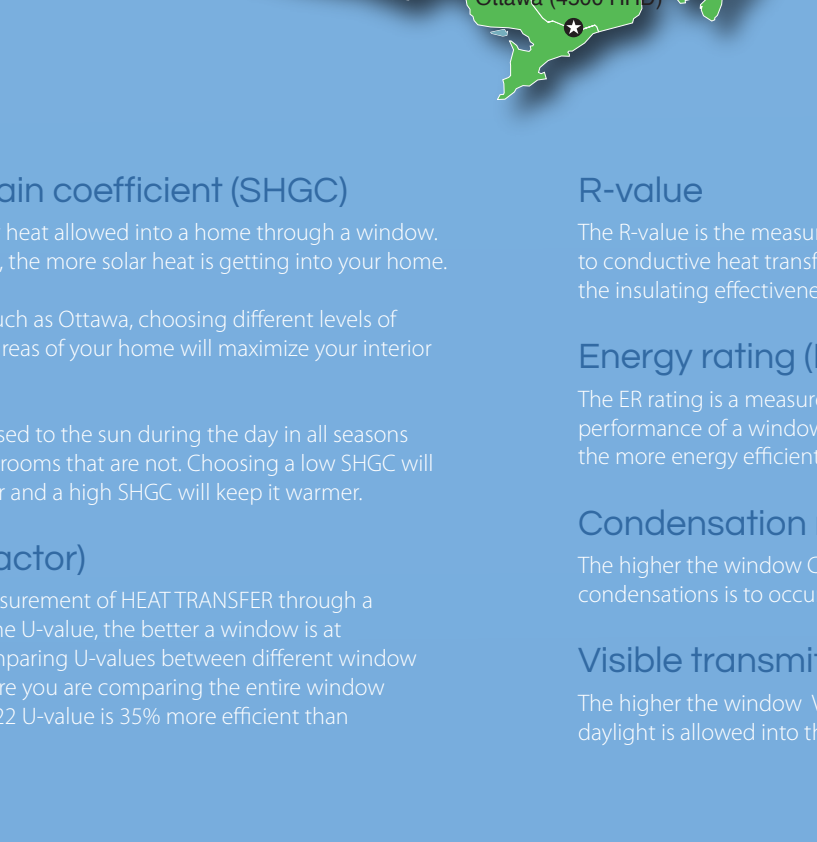 Ottawa (4500 HHD)
ain coefficient (SHGC)
heat allowed into a home through a window.
, the more solar heat is getting into your home.
uch as Ottawa, choosing different levels of
reas of your home will maximize your interior
sed to the sun during the day in all seasons
rooms that are not. Choosing a low SHGC will
r and a high SHGC will keep it warmer.
actor)
surement of HEAT TRANSFER through a
he U-value, the better a window is at
mparing U-values between different window
re you are comparing the entire window
22 U-value is 35% more efficient than
R-value
The R-value is the measur
to conductive heat transf
the insulating effectivene
Energy rating (
The ER rating is a measure
performance of a window
the more energy efficient
Condensation
The higher the window C
condensations is to occu
Visible transmit
The higher the window V
daylight is allowed into th